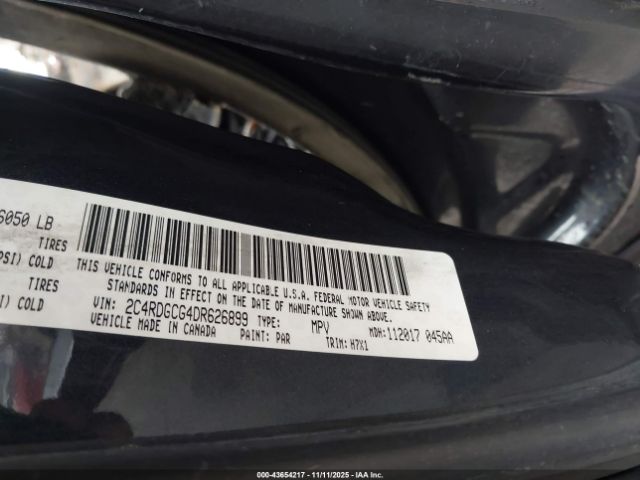 6050 LB
TIRES
PSI) COLD
TIRES
PSI) COLD
THIS VEHICLE CONFORMS TO ALL APPLICABLE U.S.A. FEDERAL MOTOR VEHICLE SAFETY
STANDARDS IN EFFECT ON THE DATE OF MANUFACTURE SHOWN ABOVE.
VIN: 2C4RDGCG4DR626899 TYPE: MPV MDH: 112017 045AA
VEHICLE MADE IN CANADA PAINT: PAR TRIM: H7X1
000-43654217 - 11/11/2025 - IAA Inc.